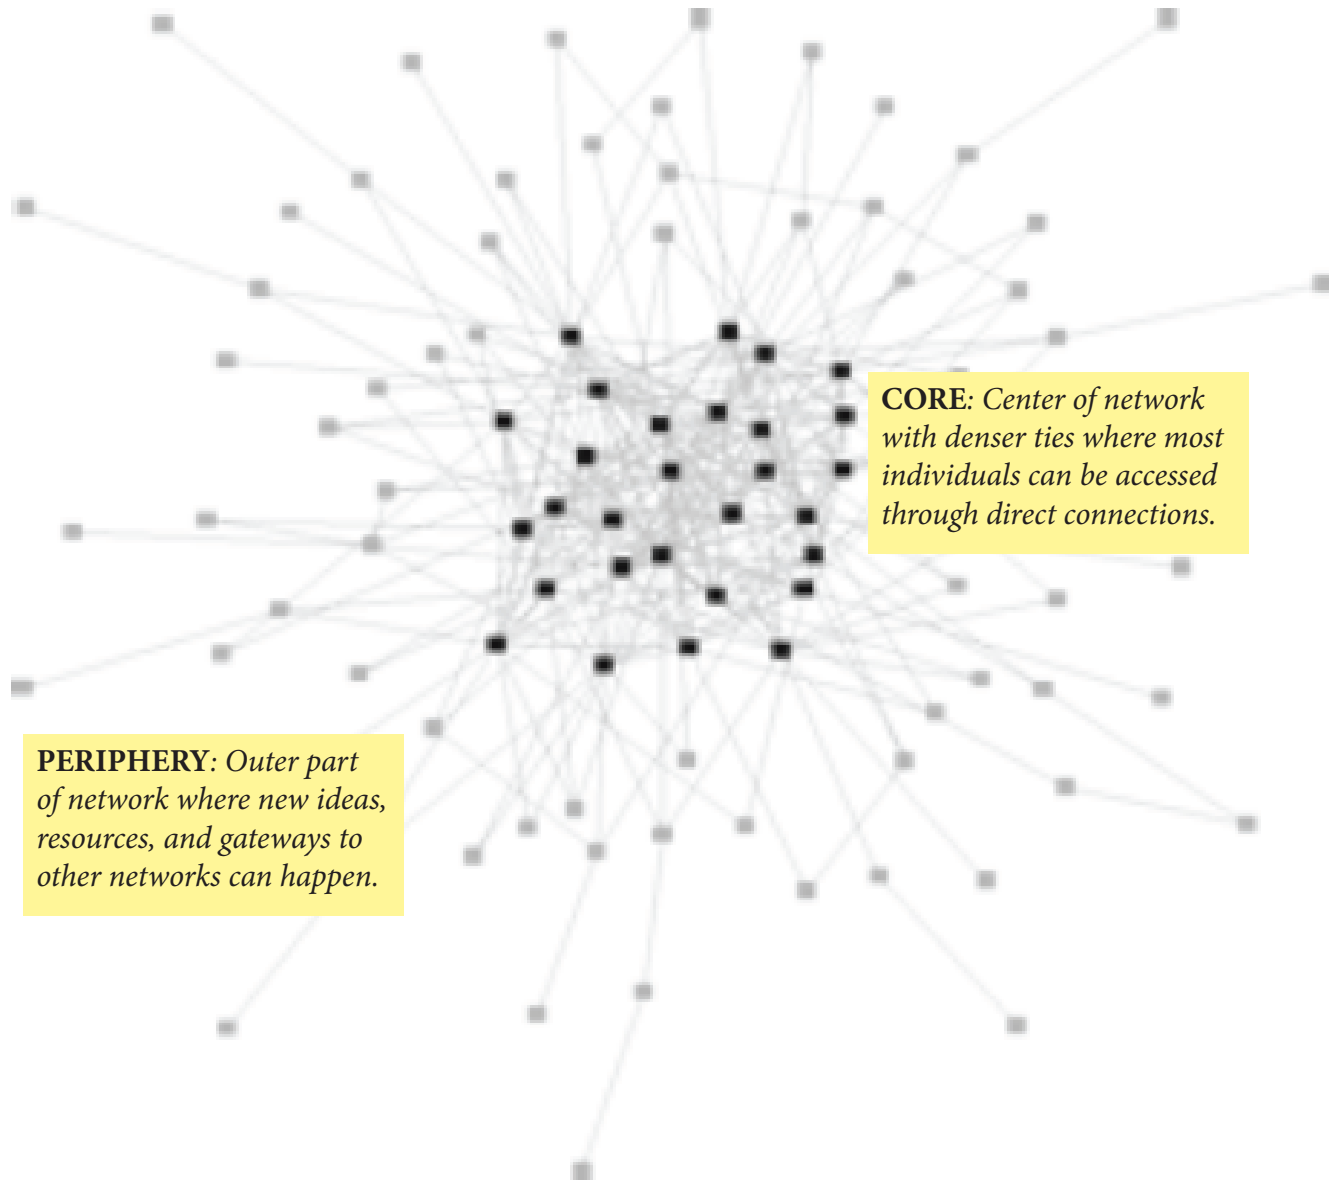 CORE: Center of network
with denser ties where most
individuals can be accessed
through direct connections.
PERIPHERY: Outer part
of network where new ideas,
resources, and gateways to
other networks can happen.